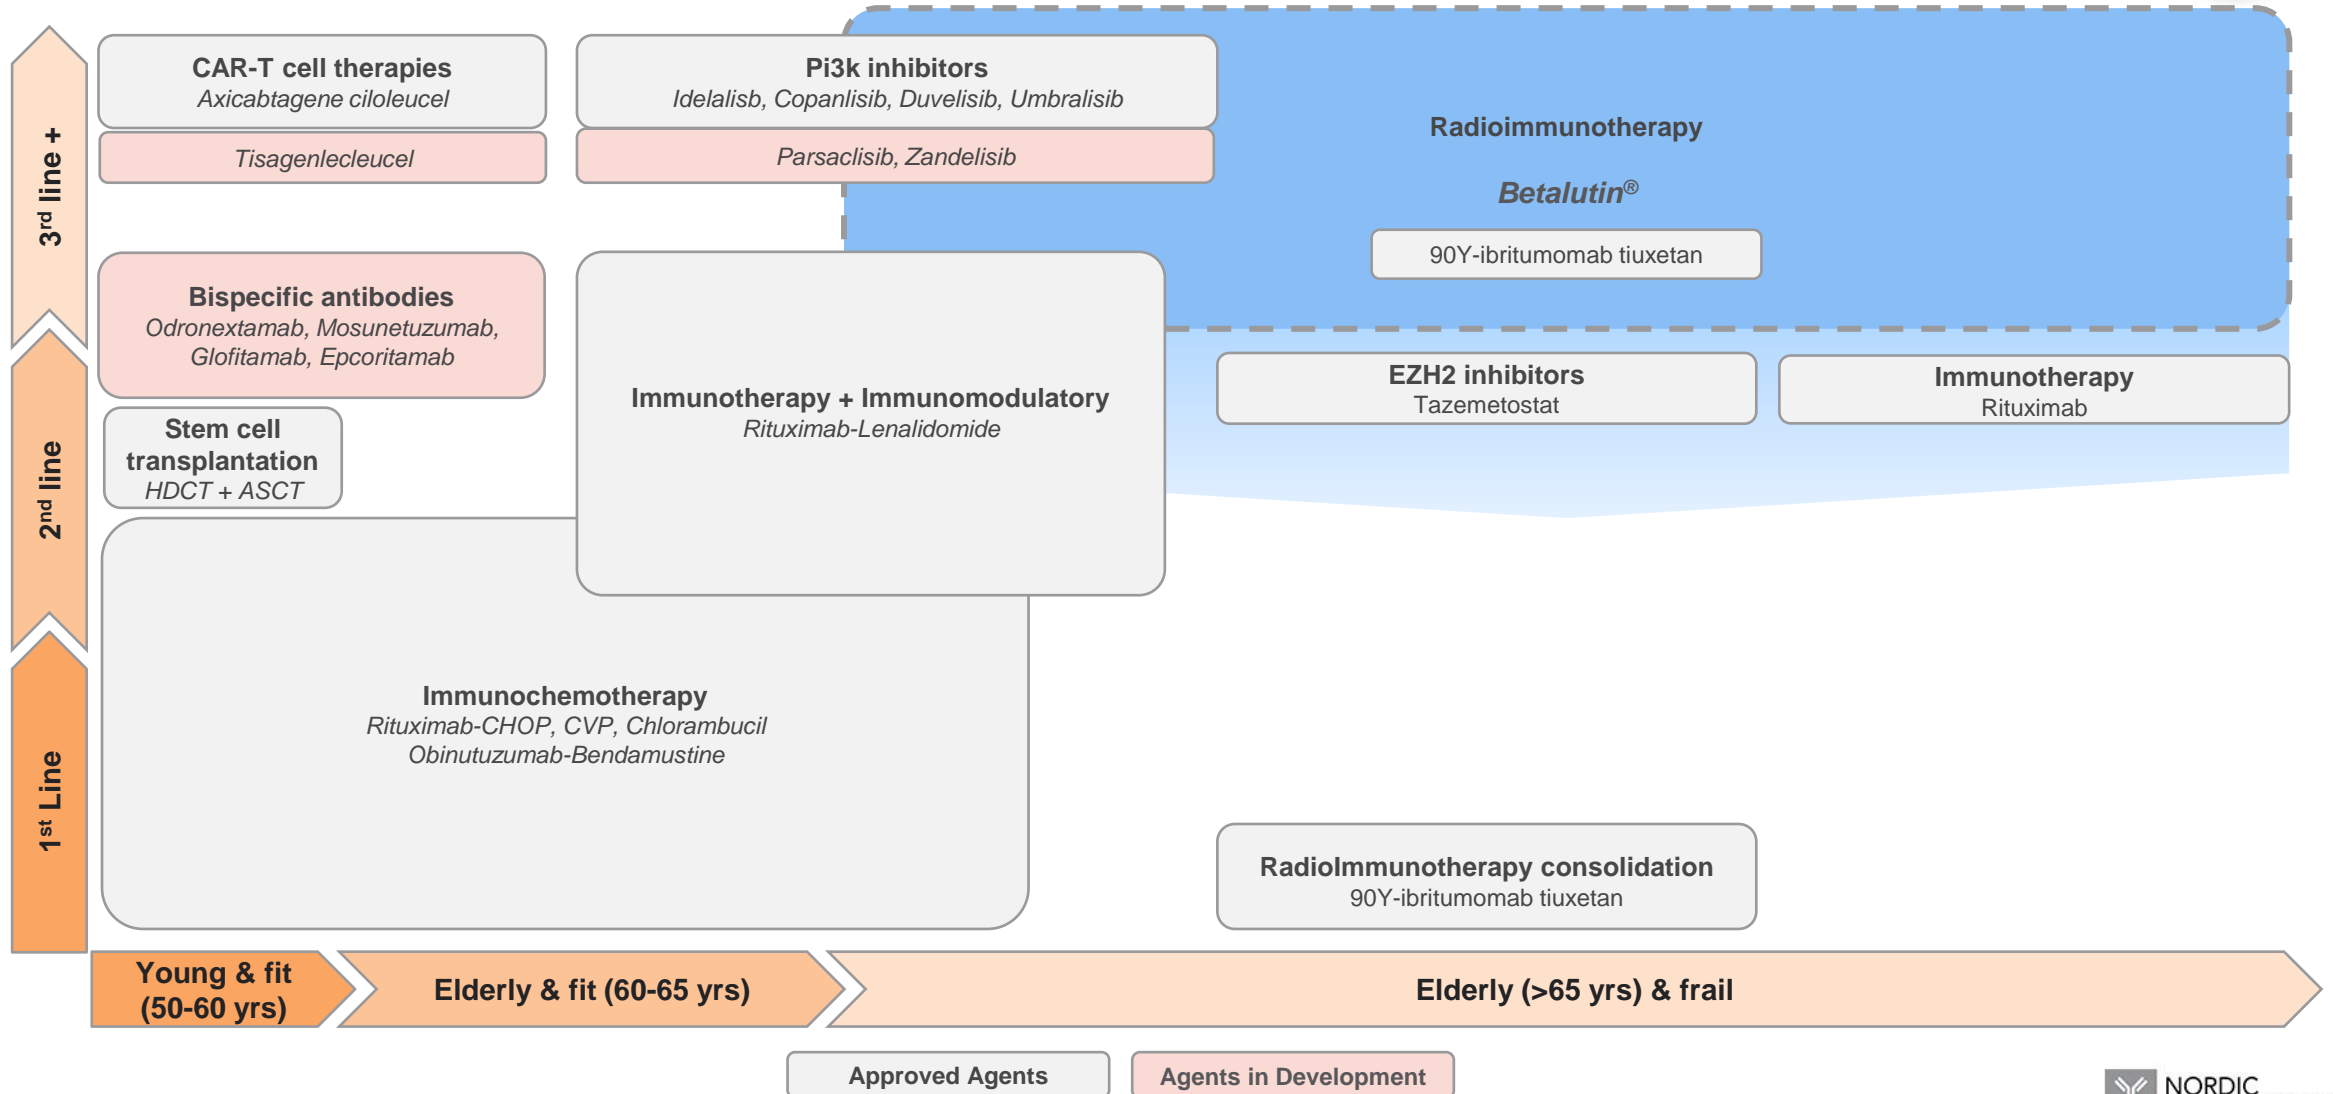 3rd line +
2nd line
1st Line
CAR-T cell therapies
Axicabtagene ciloleucel
Tisagenlecleucel
Pi3k inhibitors
Idelalisb, Copanlisib, Duvelisib, Umbralisib
Parsaclisib, Zandelisib
Radioimmunotherapy
Betalutin®
90Y-ibritumomab tiuxetan
Bispecific antibodies
Odronextamab, Mosunetuzumab,
Glofitamab, Epcoritamab
Stem cell
transplantation
HDCT + ASCT
Immunotherapy + Immunomodulatory
Rituximab-Lenalidomide
EZH2 inhibitors
Tazemetostat
Immunotherapy
Rituximab
Immunochemotherapy
Rituximab-CHOP, CVP, Chlorambucil
Obinutuzumab-Bendamustine
RadioImmunotherapy consolidation
90Y-ibritumomab tiuxetan
Young & fit
(50-60 yrs)
Elderly & fit (60-65 yrs)
Elderly (>65 yrs) & frail
Approved Agents
Agents in Development
NORDIC